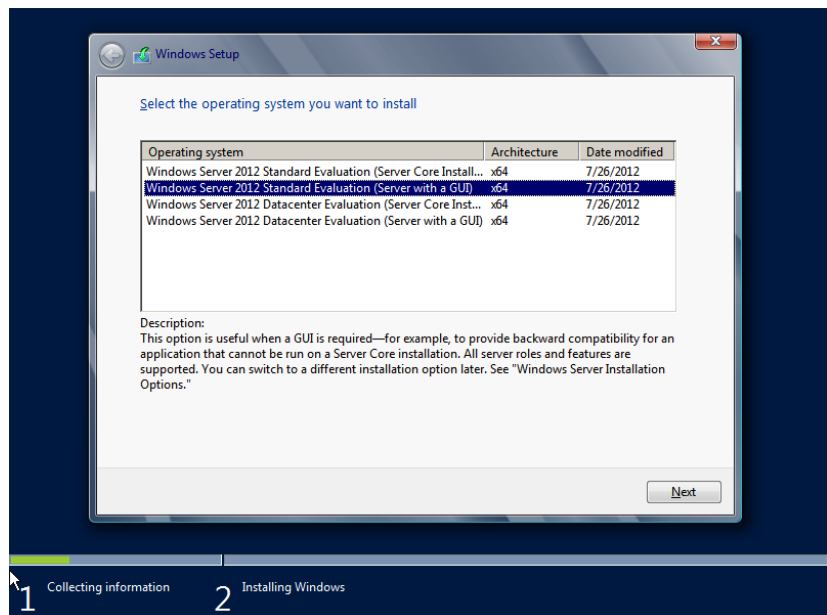 Windows Setup
Select the operating system you want to install
Operating system Architecture Date modified
Windows Server 2012 Standard Evaluation (Server Core Install... x64 7/26/2012
Windows Server 2012 Standard Evaluation (Server with a GUI) x64 7/26/2012
Windows Server 2012 Datacenter Evaluation (Server Core Inst... x64 7/26/2012
Windows Server 2012 Datacenter Evaluation (Server with a GUI) x64 7/26/2012
Description:
This option is useful when a GUI is required—for example, to provide backward compatibility for an
application that cannot be run on a Server Core installation. All server roles and features are
supported. You can switch to a different installation option later. See "Windows Server Installation
Options."
Next
1 Collecting information 2 Installing Windows